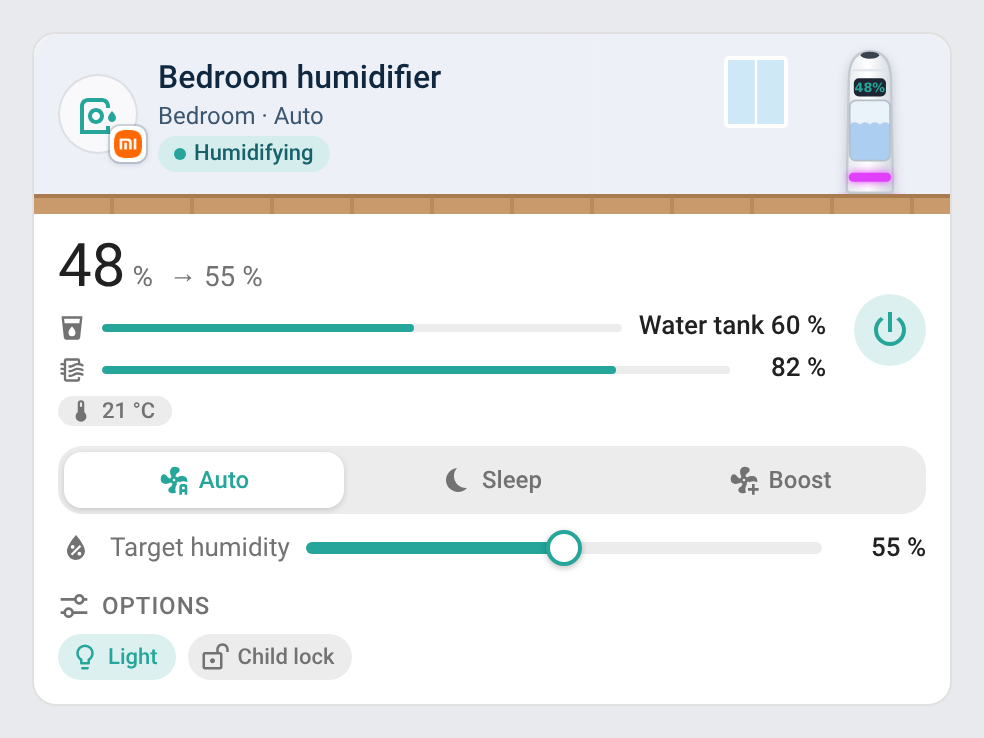 Bedroom humidifier
Bedroom · Auto
mi
Humidifying
48%
48 % → 55 %
Water tank 60 %
82 %
21 °C
Auto
Sleep
Boost
Target humidity
55 %
OPTIONS
Light
Child lock